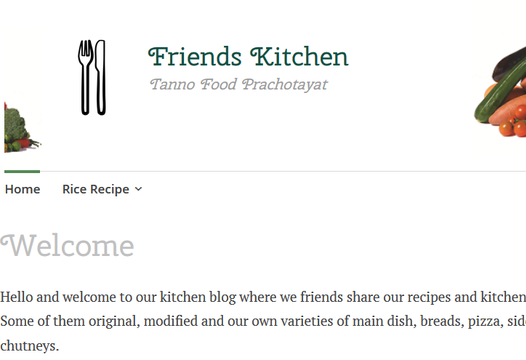 Friends Kitchen
Tanno Food Prachotayat
Home Rice Recipe
Welcome
Hello and welcome to our kitchen blog where we friends share our recipes and kitchen
Some of them original, modified and our own varieties of main dish, breads, pizza, sid
chutneys.